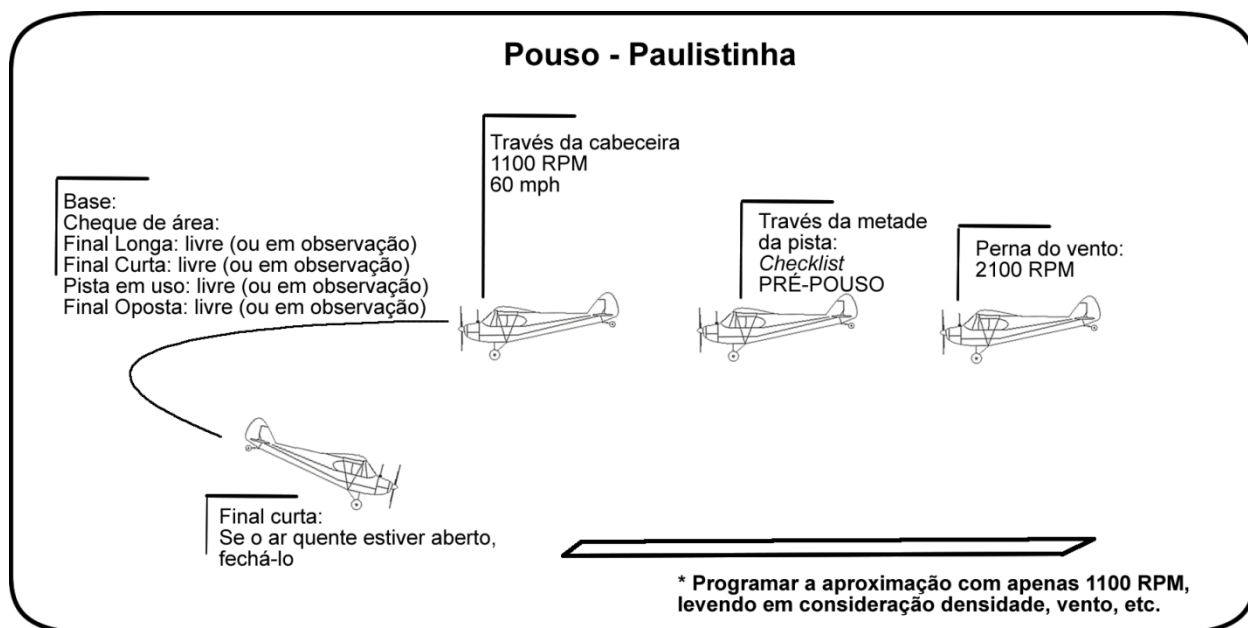 Pouso - Paulistinha
Través da cabeceira
1100 RPM
60 mph
Base:
Cheque de área:
Final Longa: livre (ou em observação)
Final Curta: livre (ou em observação)
Pista em uso: livre (ou em observação)
Final Oposta: livre (ou em observação)
Través da metade
da pista:
Checklist
PRÉ-POUSO
Perna do vento:
2100 RPM
Final curta:
Se o ar quente estiver aberto,
fechá-lo
* Programar a aproximação com apenas 1100 RPM,
levendo em consideração densidade, vento, etc.